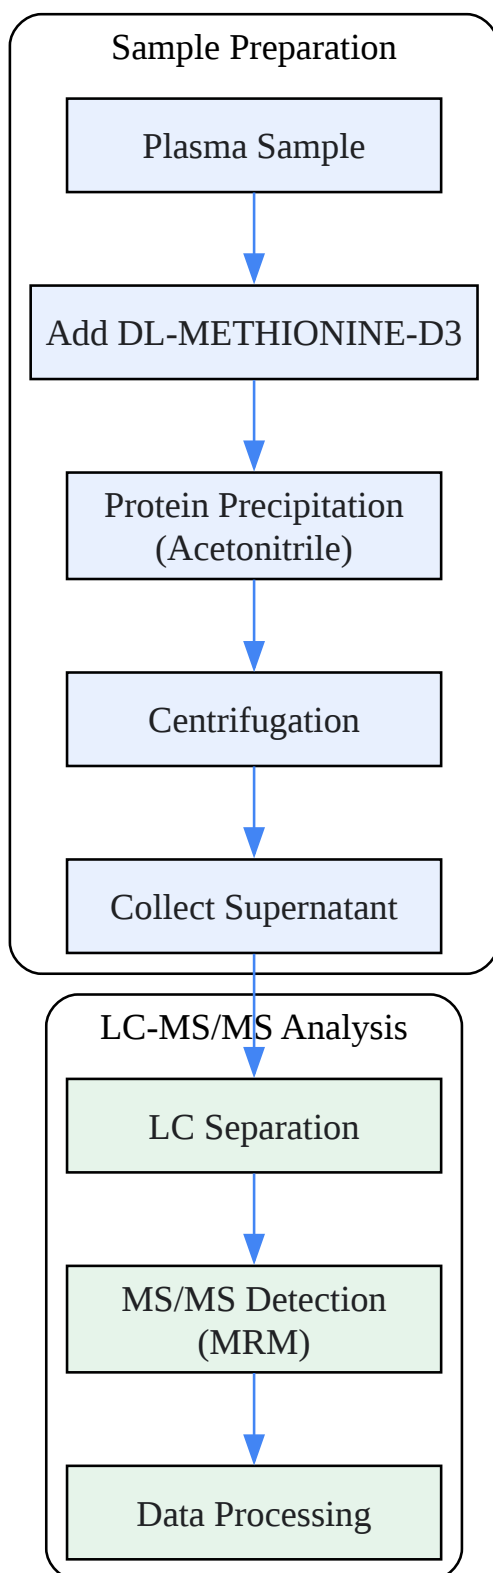 Sample Preparation
Plasma Sample
Add DL-METHIONINE-D3
Protein Precipitation
(Acetonitrile)
Centrifugation
Collect Supernatant
LC-MS/MS Analysis
LC Separation
MS/MS Detection
(MRM)
Data Processing